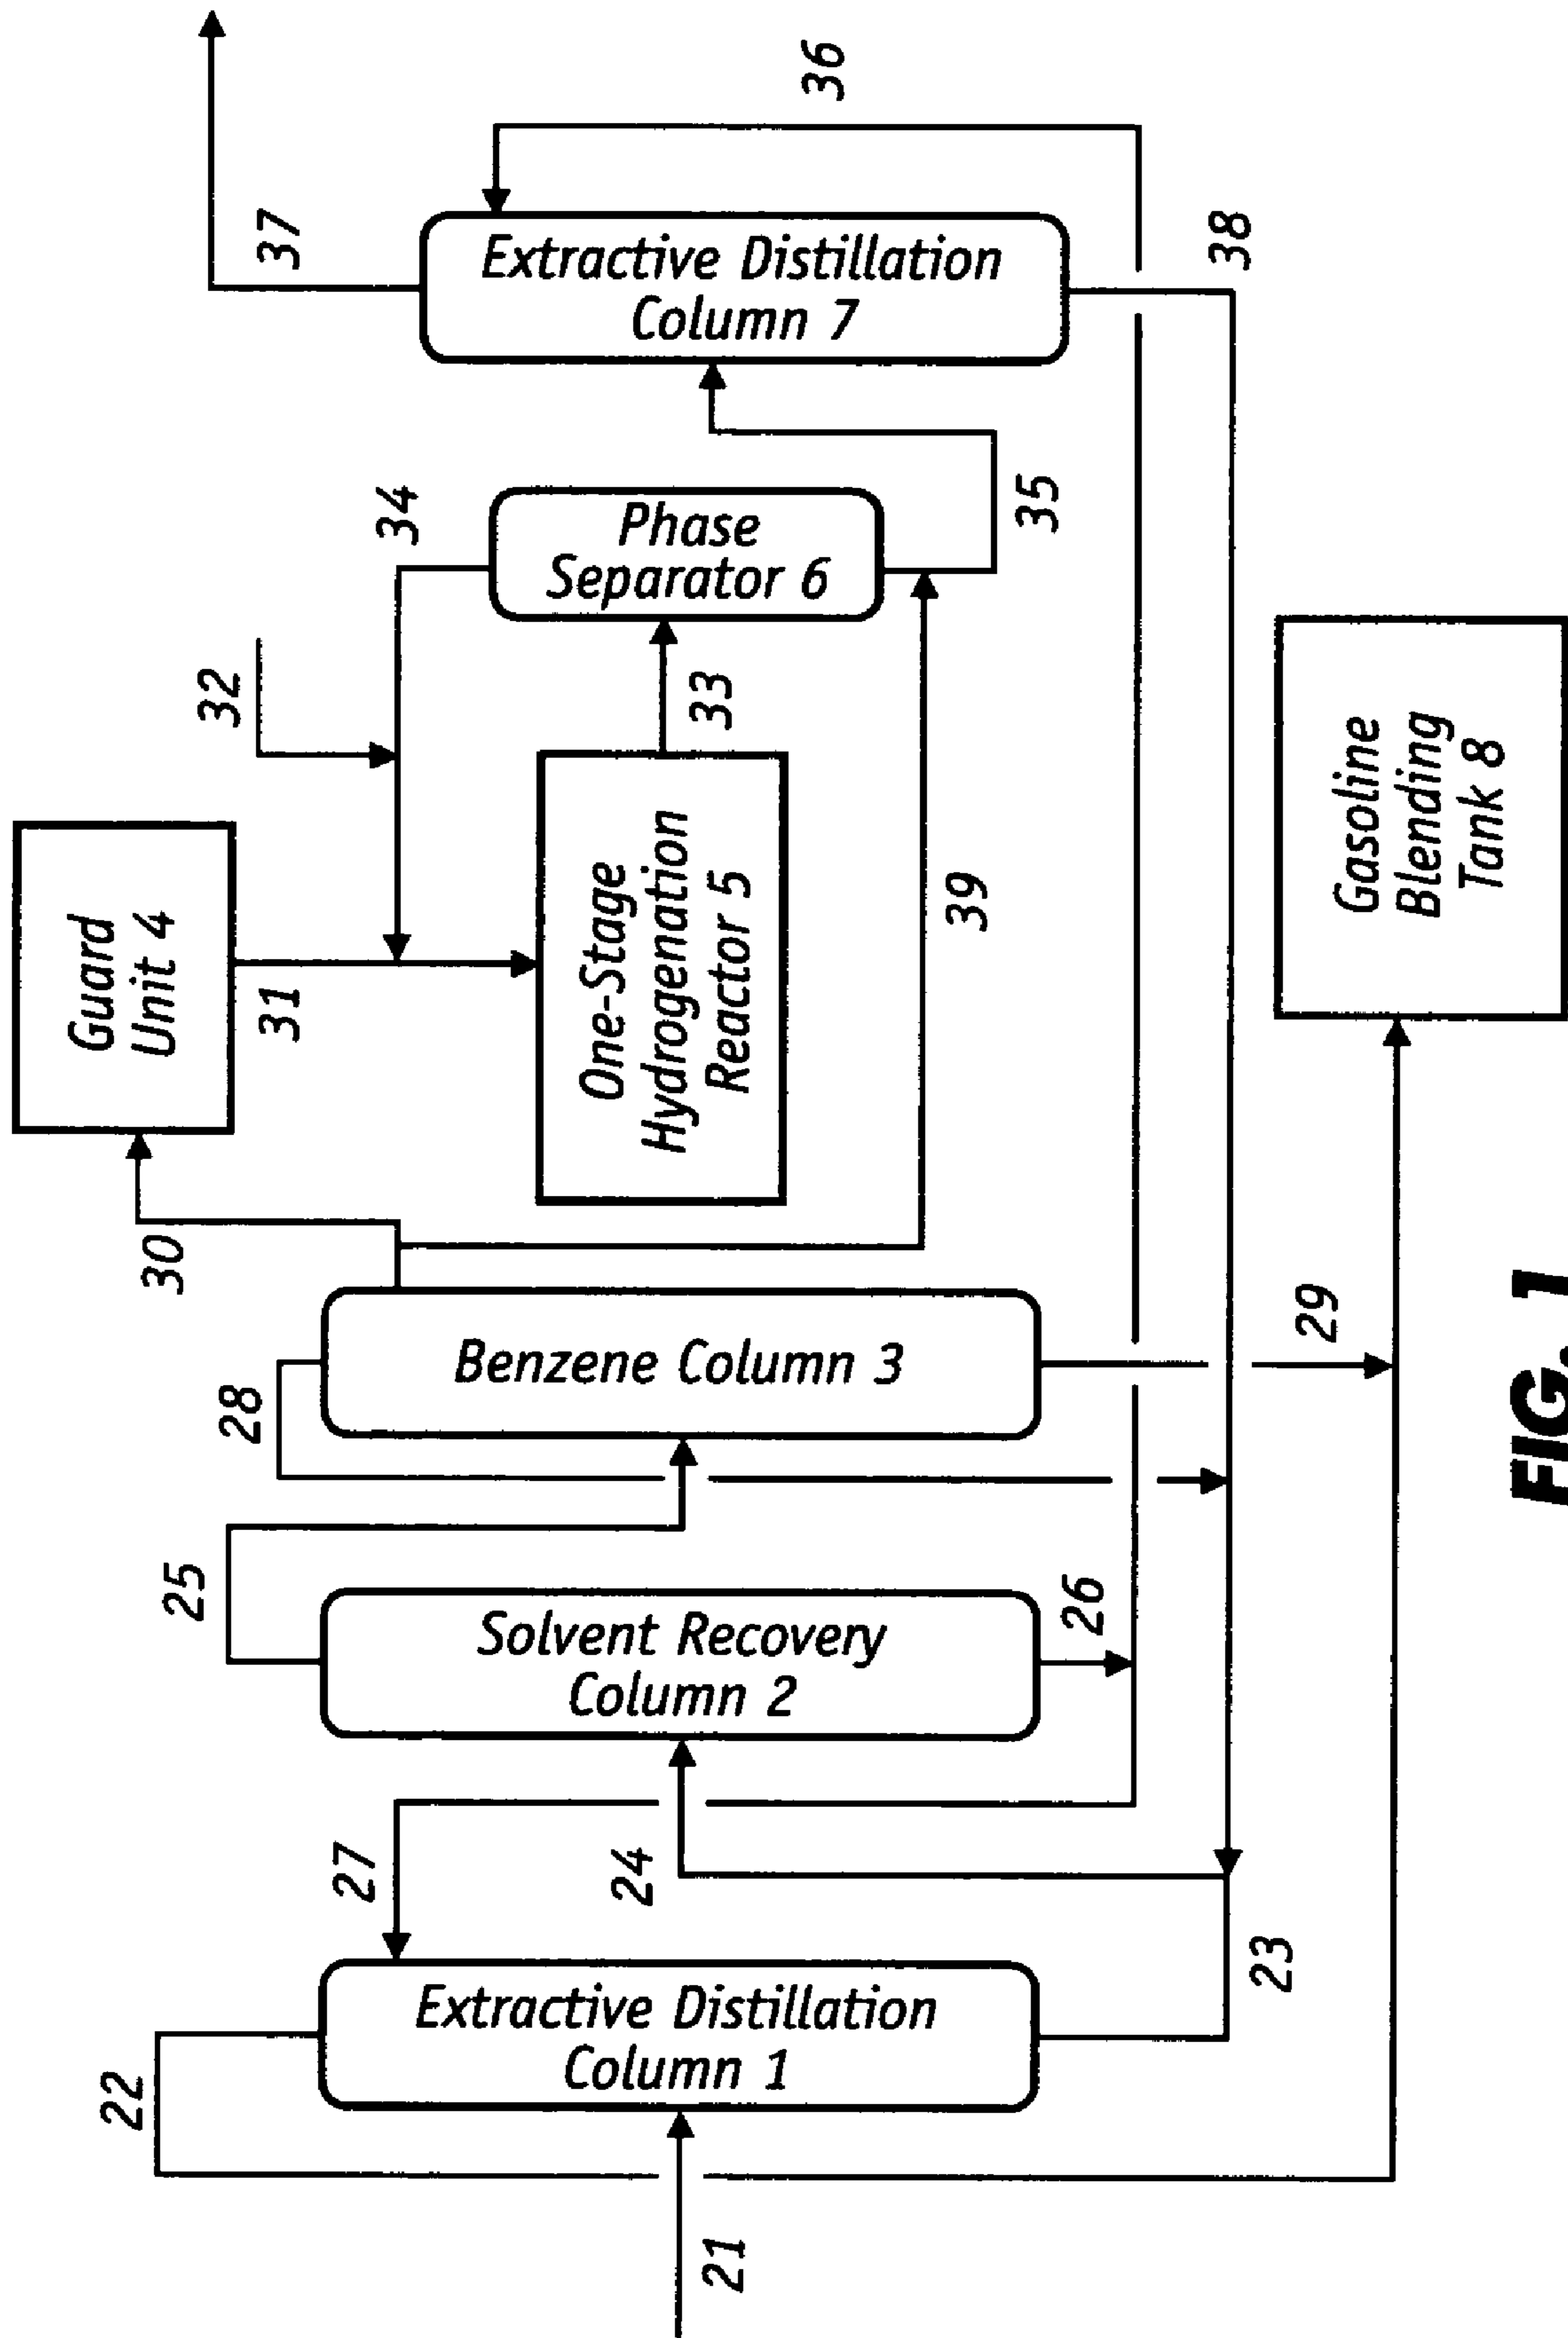 21
22
Extractive Distillation
Column 1
23
27
24
25
Solvent Recovery
Column 2
26
28
Benzene Column 3
29
30
Guard
Unit 4
31
32
One-Stage
Hydrogenation
Reactor 5
33
39
34
Phase
Separator 6
35
37
Extractive Distillation
Column 7
36
38
Gasoline
Blending
Tank 8
FIG. 1